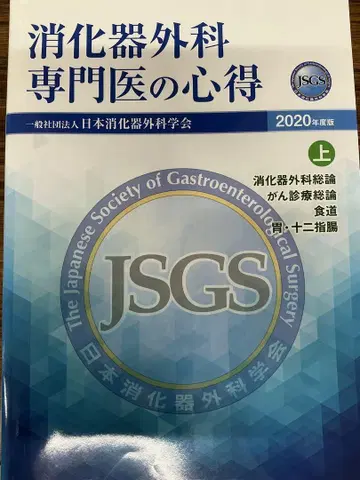 消化器外科
専門医の心得
JSGS
一般社団法人 日本消化器外科学会
2020年度版
上
消化器外科総論
がん診療総論
食道
胃・十二指腸
The Japanese Society of Gastroenterological Surgery
JSGS
日本消化器外科学会